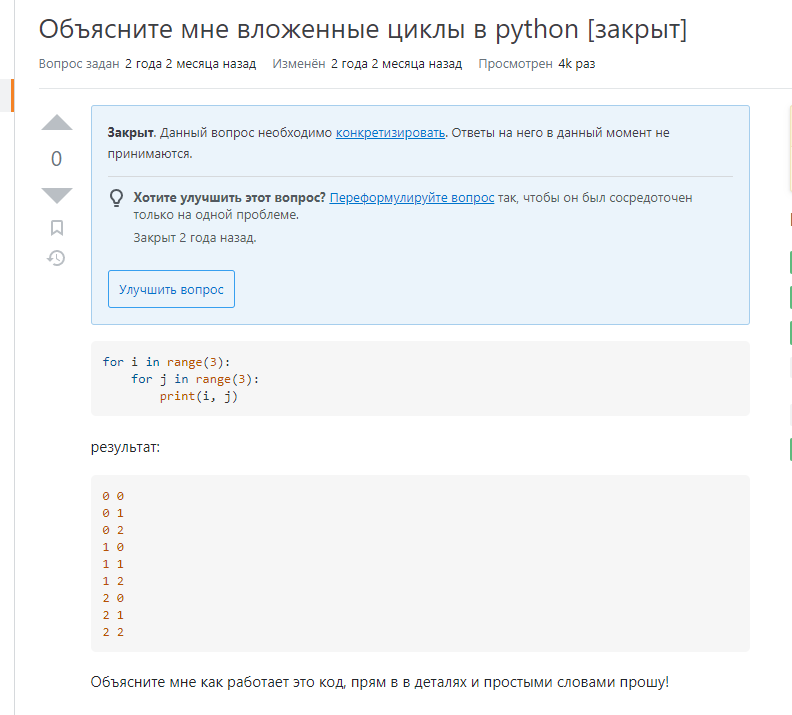 Объясните мне вложенные циклы в python [закрыт]
Вопрос задан 2 года 2 месяца назад Изменён 2 года 2 месяца назад Просмотрен 4k раз
0
Закрыт. Данный вопрос необходимо конкретизировать. Ответы на него в данный момент не
принимаются.
Хотите улучшить этот вопрос? Переформулируйте вопрос так, чтобы он был сосредоточен
только на одной проблеме.
Закрыт 2 года назад.
Улучшить вопрос
for i in range(3):
    for j in range(3):
        print(i, j)
результат:
0 0
0 1
0 2
1 0
1 1
1 2
2 0
2 1
2 2
Объясните мне как работает это код, прям в в деталях и простыми словами прошу!